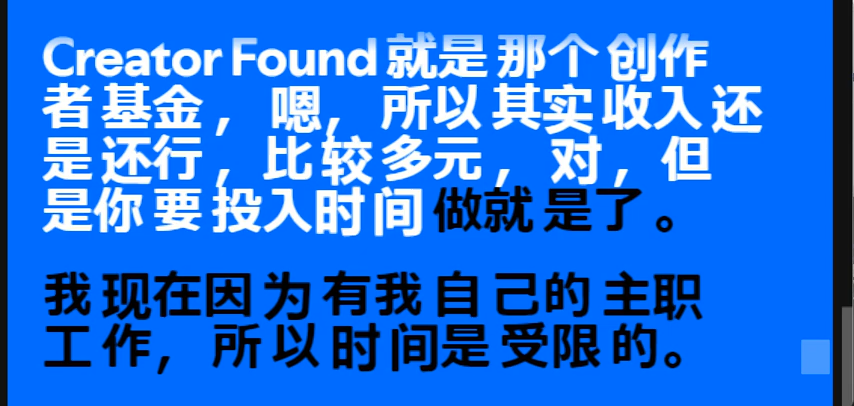 Creator Found 就是那个创作
者基金，嗯，所以其实收入还
是还行，比较多元，对，但
是你要投入时间做就是了。
我现在因为有我自己的主职
工作，所以时间是受限的。